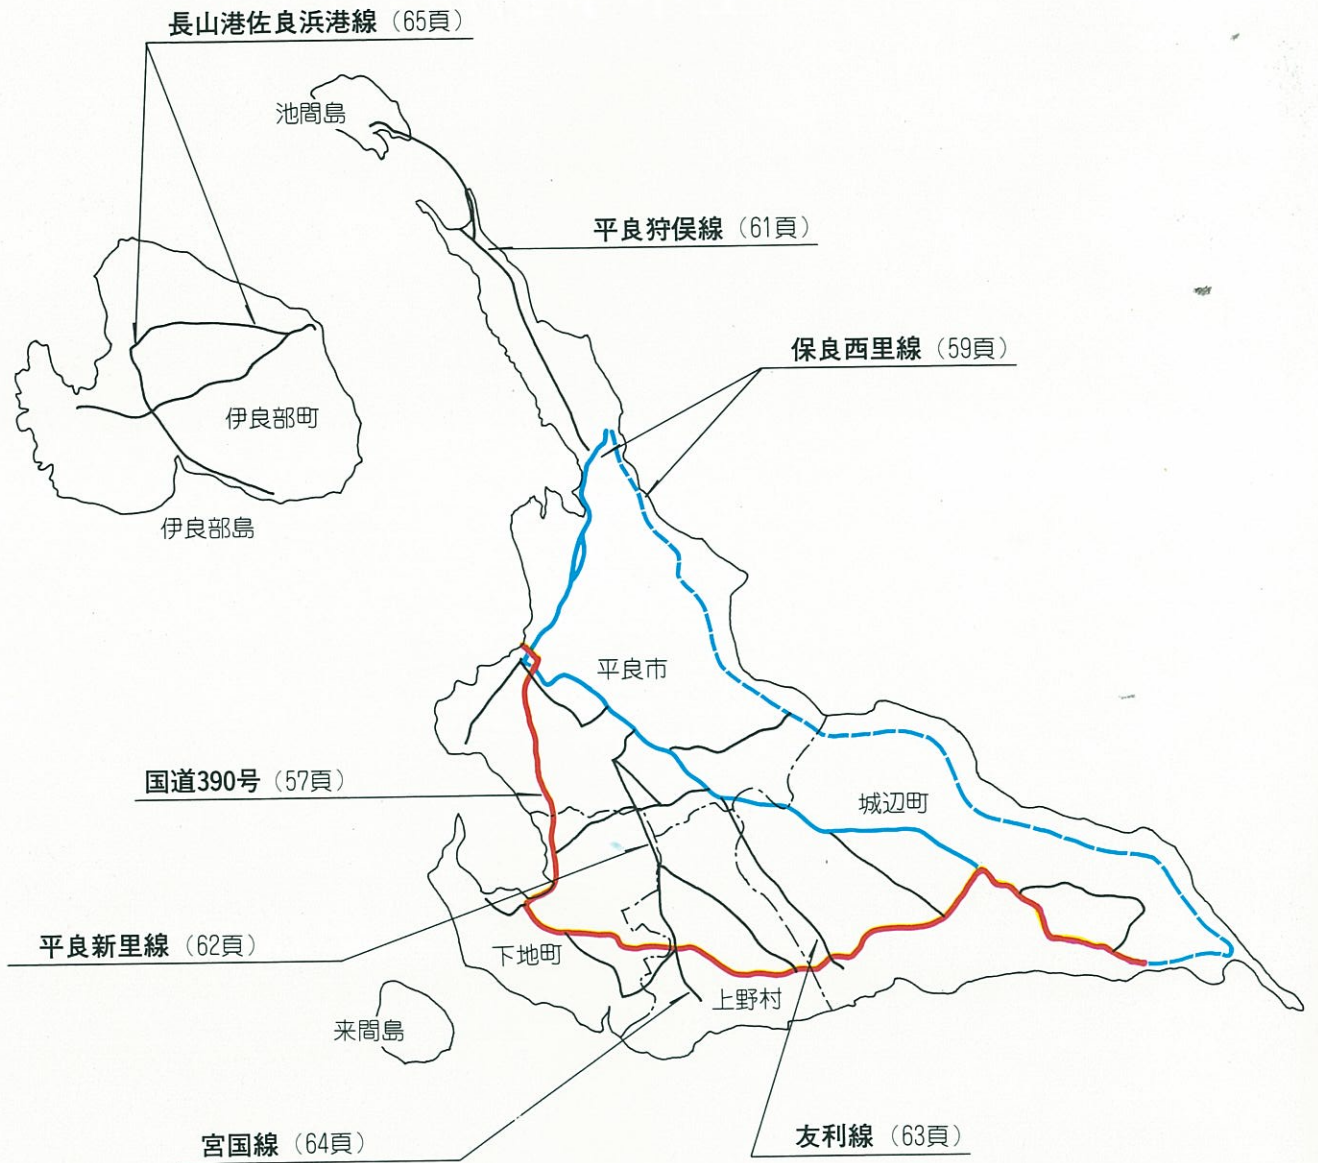 長山港佐良浜港線（65頁）
池間島
平良狩俣線（61頁）
保良西里線（59頁）
伊良部町
伊良部島
平良市
国道390号（57頁）
城辺町
平良新里線（62頁）
下地町
上野村
来間島
宮国線（64頁）
友利線（63頁）